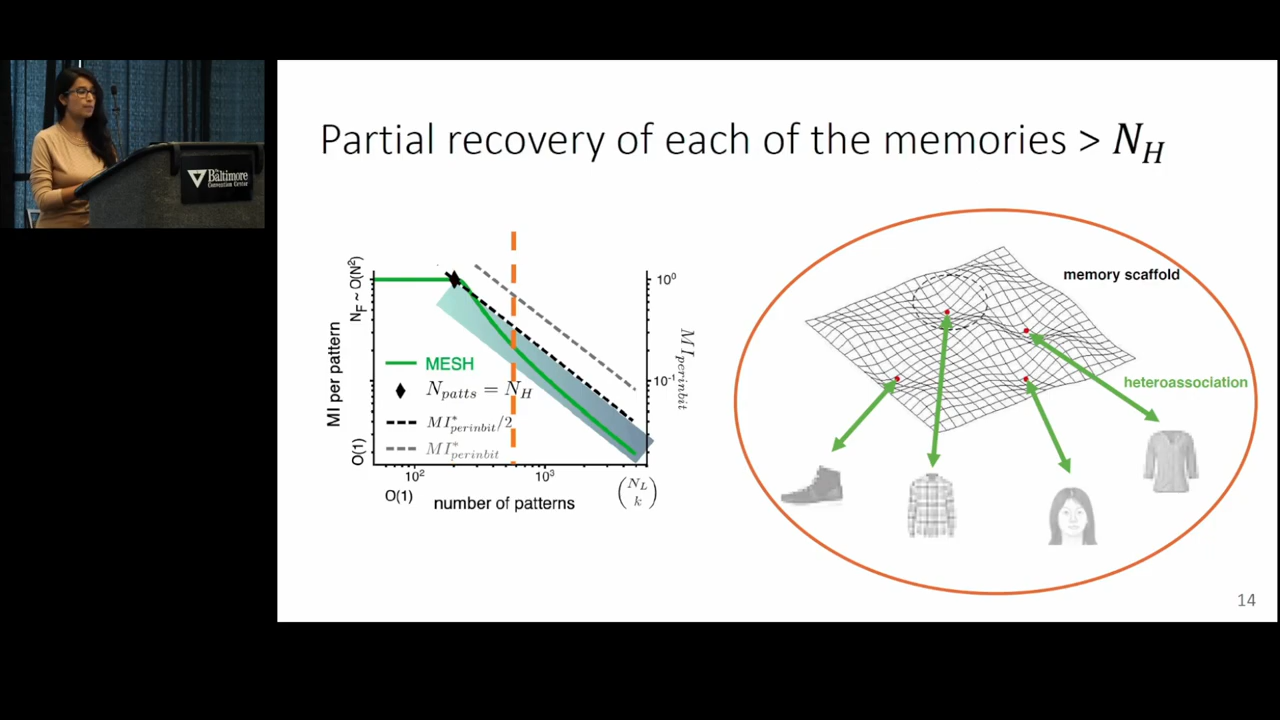 The Baltimore
Convention Center
Partial recovery of each of the memories > N_H
N_F ~ O(N²)
MI per pattern
O(1)
MESH
N_patts = N_H
MI*_perinbit/2
MI*_perinbit
10⁰
10⁻¹
MI_perinbit
10²
10³
O(1)
number of patterns
(N_L
k)
memory scaffold
heteroassociation
14